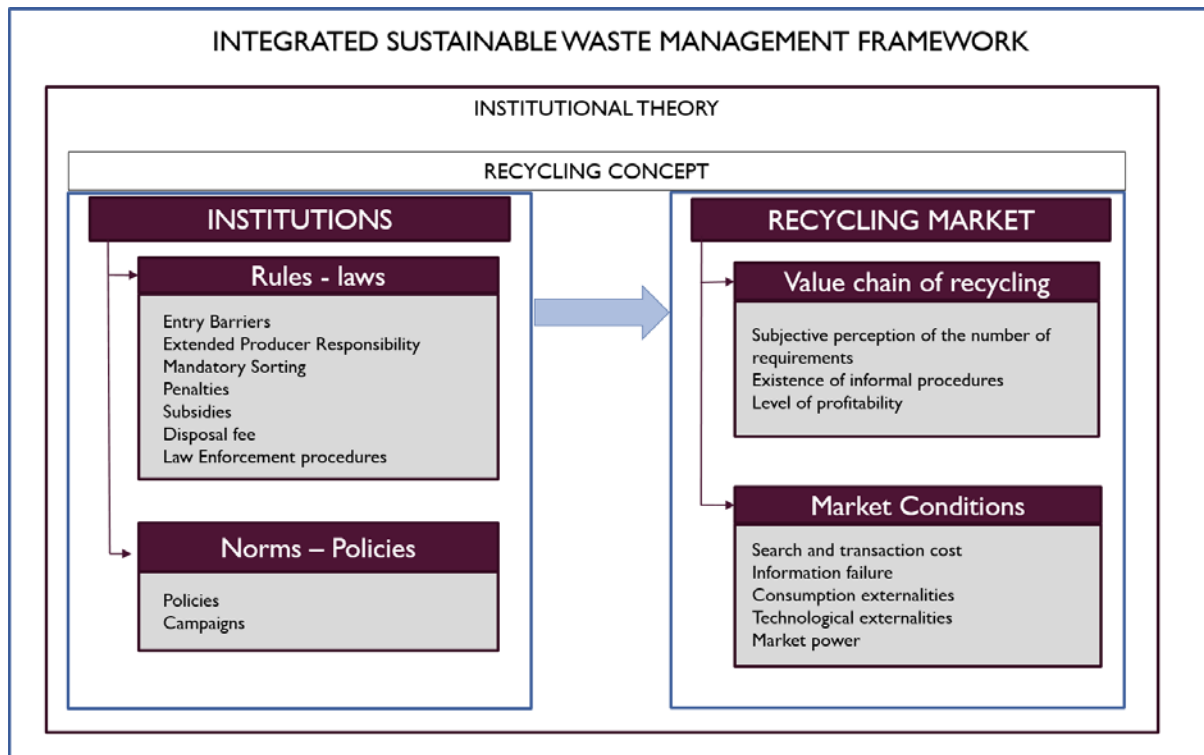 INTEGRATED SUSTAINABLE WASTE MANAGEMENT FRAMEWORK
INSTITUTIONAL THEORY
RECYCLING CONCEPT
INSTITUTIONS
Rules - laws
Entry Barriers
Extended Producer Responsibility
Mandatory Sorting
Penalties
Subsidies
Disposal fee
Law Enforcement procedures
Norms – Policies
Policies
Campaigns
RECYCLING MARKET
Value chain of recycling
Subjective perception of the number of
requirements
Existence of informal procedures
Level of profitability
Market Conditions
Search and transaction cost
Information failure
Consumption externalities
Technological externalities
Market power